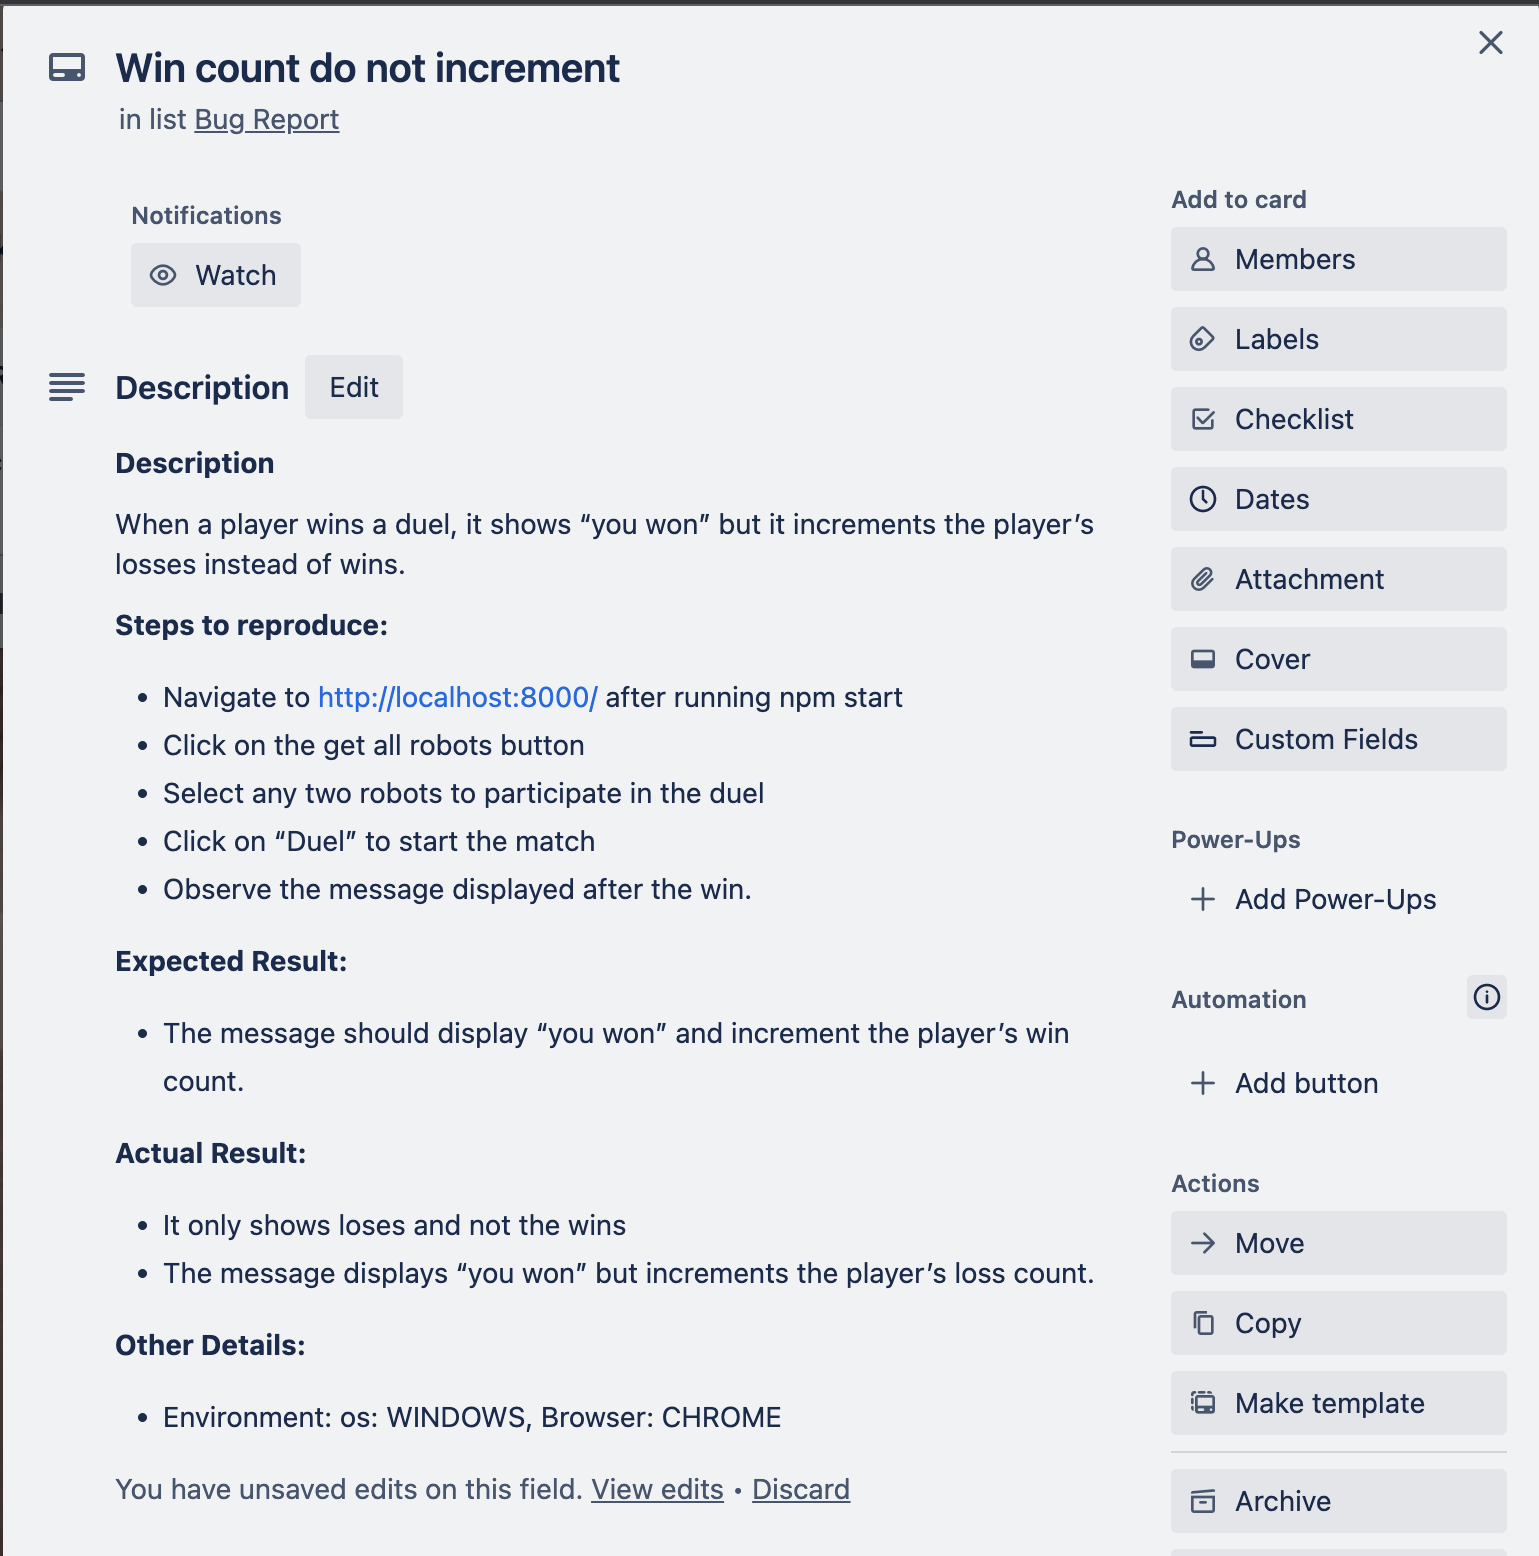 Win count do not increment
in list Bug Report
Notifications
Watch
Description Edit
Description
When a player wins a duel, it shows “you won” but it increments the player’s
losses instead of wins.
Steps to reproduce:
• Navigate to http://localhost:8000/ after running npm start
• Click on the get all robots button
• Select any two robots to participate in the duel
• Click on “Duel” to start the match
• Observe the message displayed after the win.
Expected Result:
• The message should display “you won” and increment the player’s win
count.
Actual Result:
• It only shows loses and not the wins
• The message displays “you won” but increments the player’s loss count.
Other Details:
• Environment: os: WINDOWS, Browser: CHROME
You have unsaved edits on this field. View edits • Discard
Add to card
Members
Labels
Checklist
Dates
Attachment
Cover
Custom Fields
Power-Ups
Add Power-Ups
Automation
Add button
Actions
Move
Copy
Make template
Archive